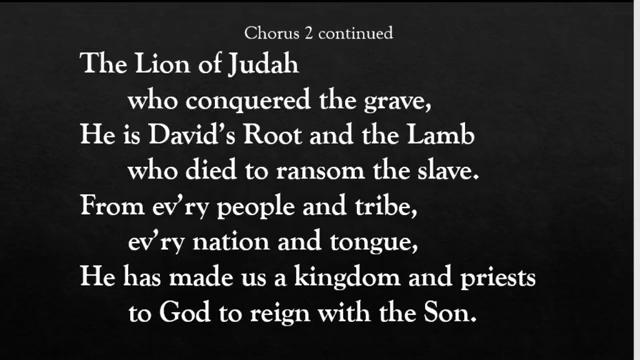 Chorus 2 continued
The Lion of Judah
who conquered the grave,
He is David’s Root and the Lamb
who died to ransom the slave.
From ev’ry people and tribe,
ev’ry nation and tongue,
He has made us a kingdom and priests
to God to reign with the Son.